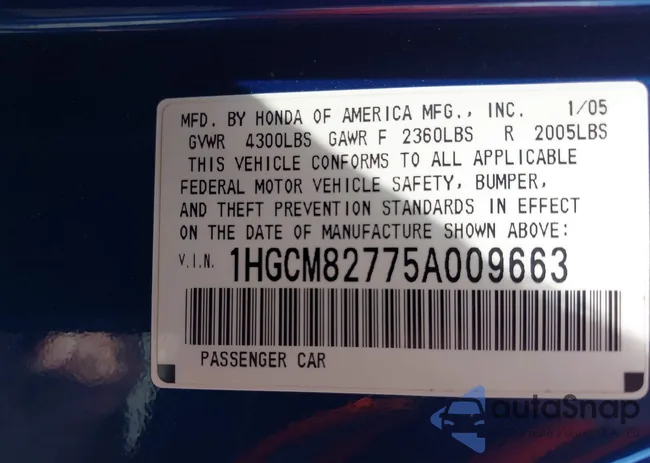 MFD. BY HONDA OF AMERICA MFG., INC. 1/05
GVWR 4300LBS GAWR F 2360LBS R 2005LBS
THIS VEHICLE CONFORMS TO ALL APPLICABLE
FEDERAL MOTOR VEHICLE SAFETY, BUMPER,
AND THEFT PREVENTION STANDARDS IN EFFECT
ON THE DATE OF MANUFACTURE SHOWN ABOVE:
V.I.N. 1HGCM82775A009663
PASSENGER CAR
autoSnap